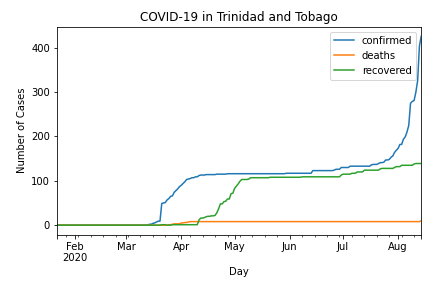 COVID-19 in Trinidad and Tobago
confirmed
deaths
recovered
Number of Cases
400
300
200
100
0
Feb Mar Apr May Jun Jul Aug
2020
Day